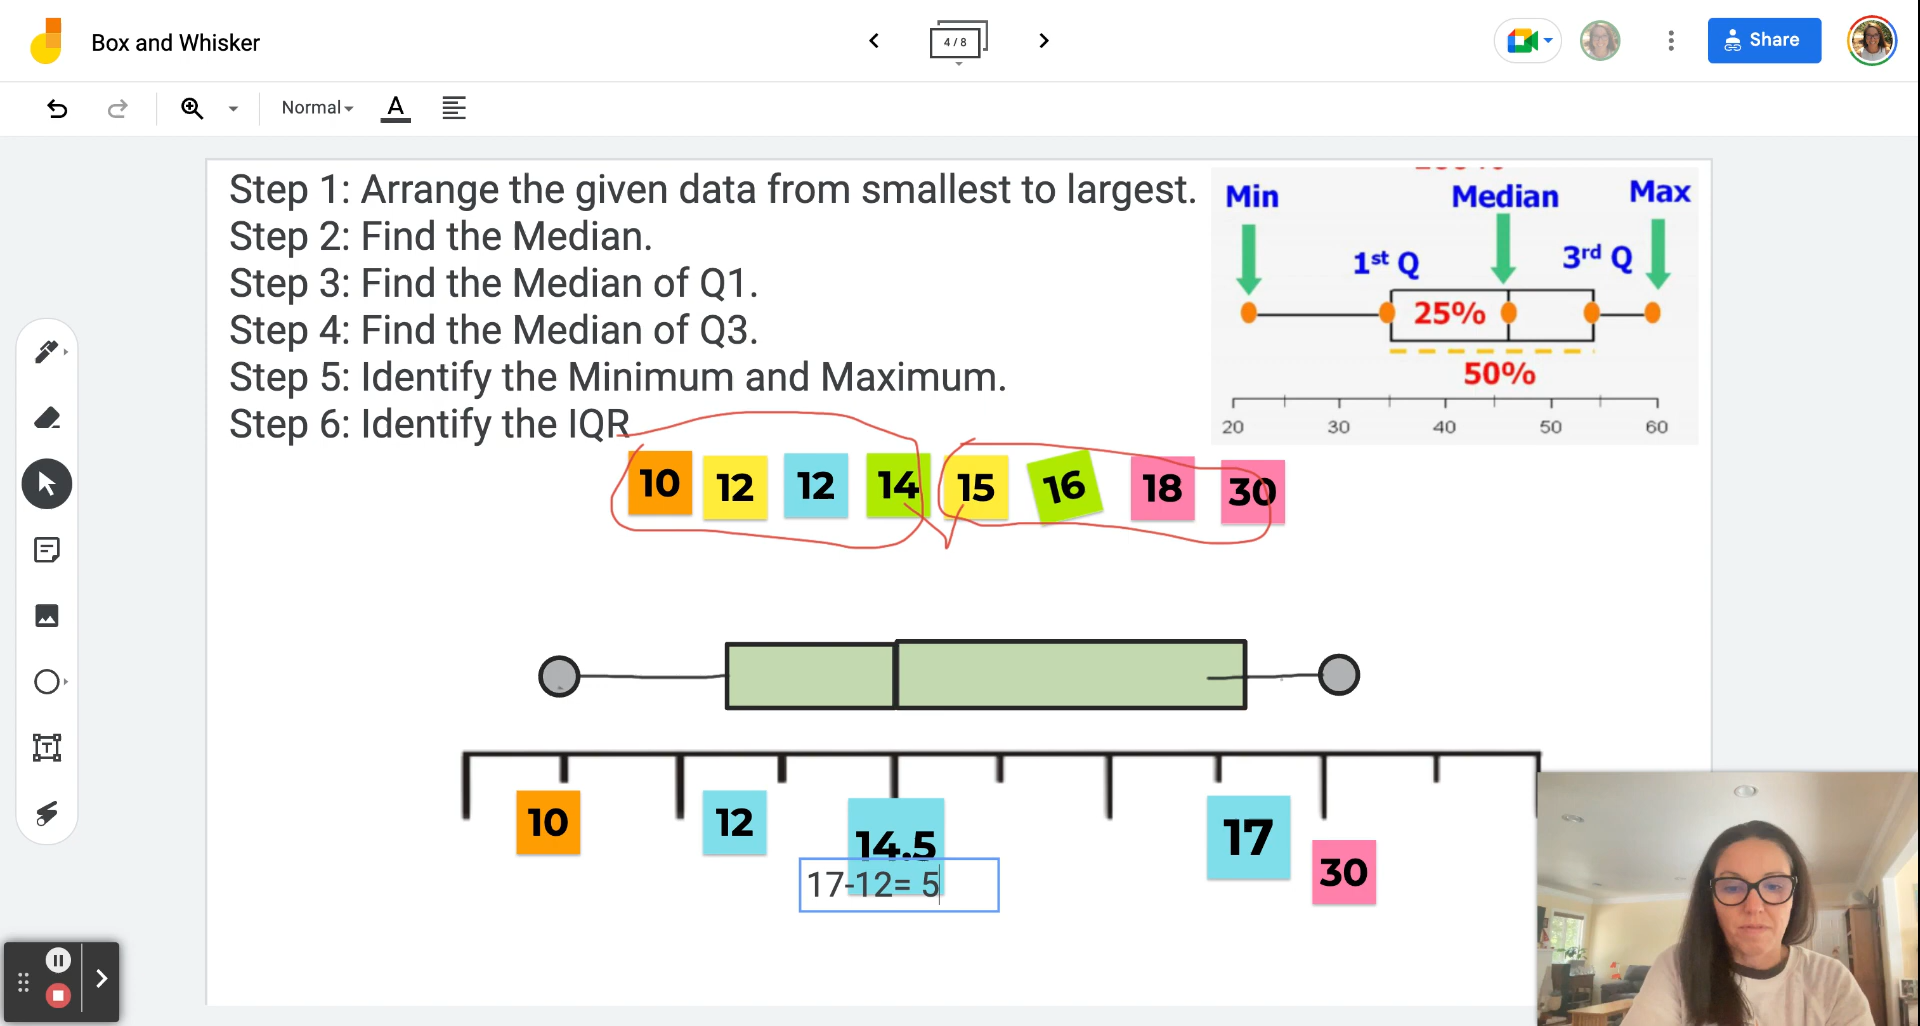 Box and Whisker
4 / 8
Share
Normal
A
Step 1: Arrange the given data from smallest to largest.
Step 2: Find the Median.
Step 3: Find the Median of Q1.
Step 4: Find the Median of Q3.
Step 5: Identify the Minimum and Maximum.
Step 6: Identify the IQR
Min Median Max
1st Q 3rd Q
25%
50%
20 30 40 50 60
10 12 12 14 15 16 18 30
10 12 14.5 17 30
17-12= 5